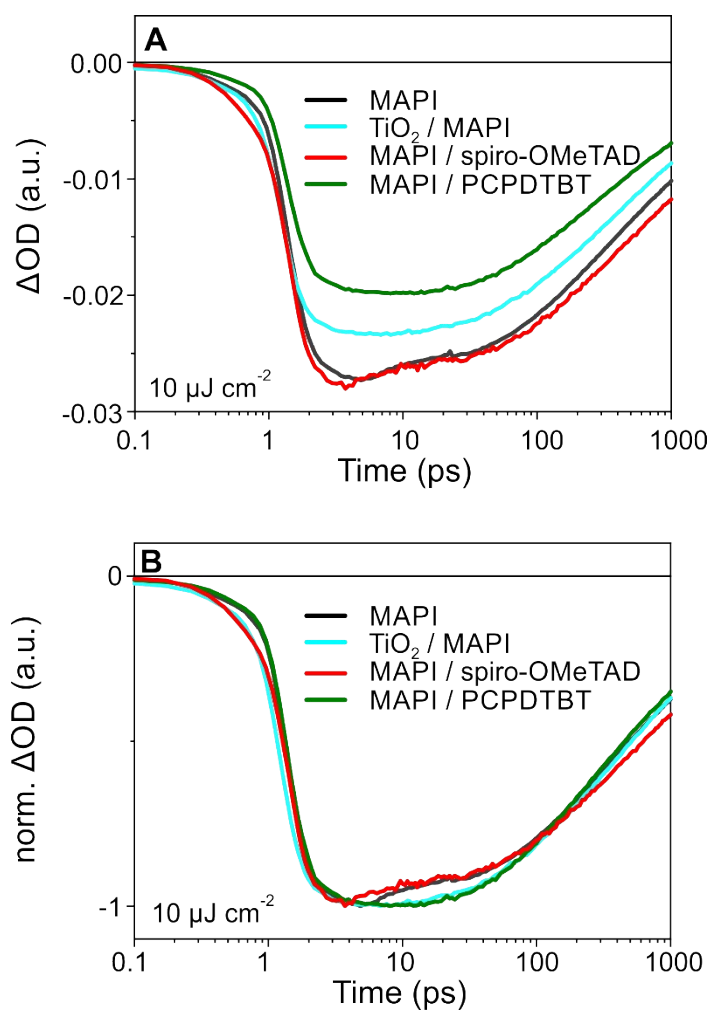 A
0.00
MAPI
TiO₂ / MAPI
MAPI / spiro-OMeTAD
MAPI / PCPDTBT
-0.01
ΔOD (a.u.)
-0.02
10 µJ cm⁻²
-0.03
0.1 1 10 100 1000
Time (ps)
B
0
MAPI
TiO₂ / MAPI
MAPI / spiro-OMeTAD
MAPI / PCPDTBT
norm. ΔOD (a.u.)
-1
10 µJ cm⁻²
0.1 1 10 100 1000
Time (ps)